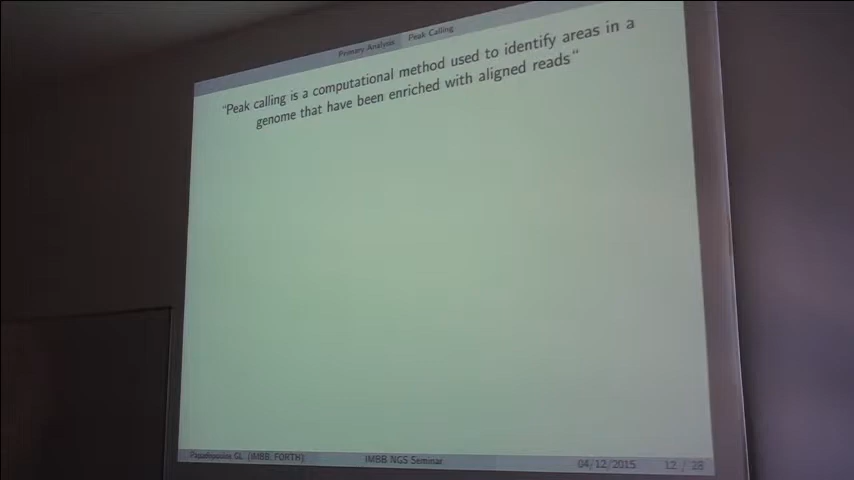 Primary Analysis Peak Calling
"Peak calling is a computational method used to identify areas in a
genome that have been enriched with aligned reads"
Papadopoulos GL (IMBB, FORTH) IMBB NGS Seminar 04/12/2015 12 / 28